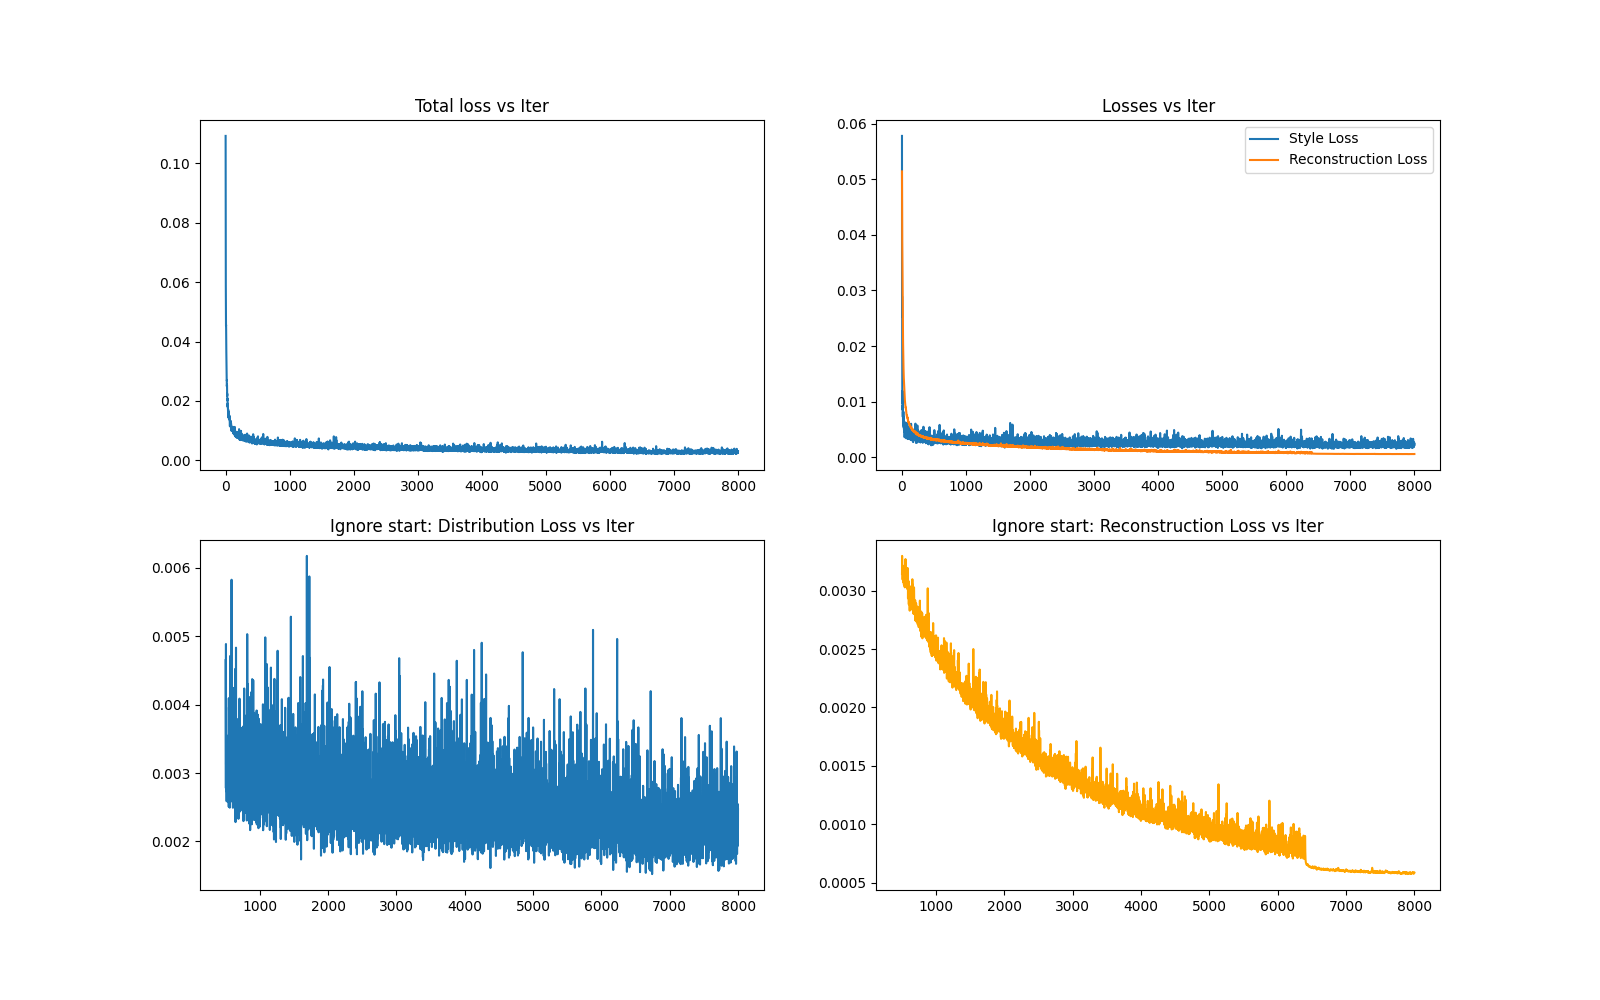 Total loss vs Iter
0.10
0.08
0.06
0.04
0.02
0.00
0 1000 2000 3000 4000 5000 6000 7000 8000
Losses vs Iter
0.06
0.05
0.04
0.03
0.02
0.01
0.00
Style Loss
Reconstruction Loss
0 1000 2000 3000 4000 5000 6000 7000 8000
Ignore start: Distribution Loss vs Iter
0.006
0.005
0.004
0.003
0.002
1000 2000 3000 4000 5000 6000 7000 8000
Ignore start: Reconstruction Loss vs Iter
0.0030
0.0025
0.0020
0.0015
0.0010
0.0005
1000 2000 3000 4000 5000 6000 7000 8000